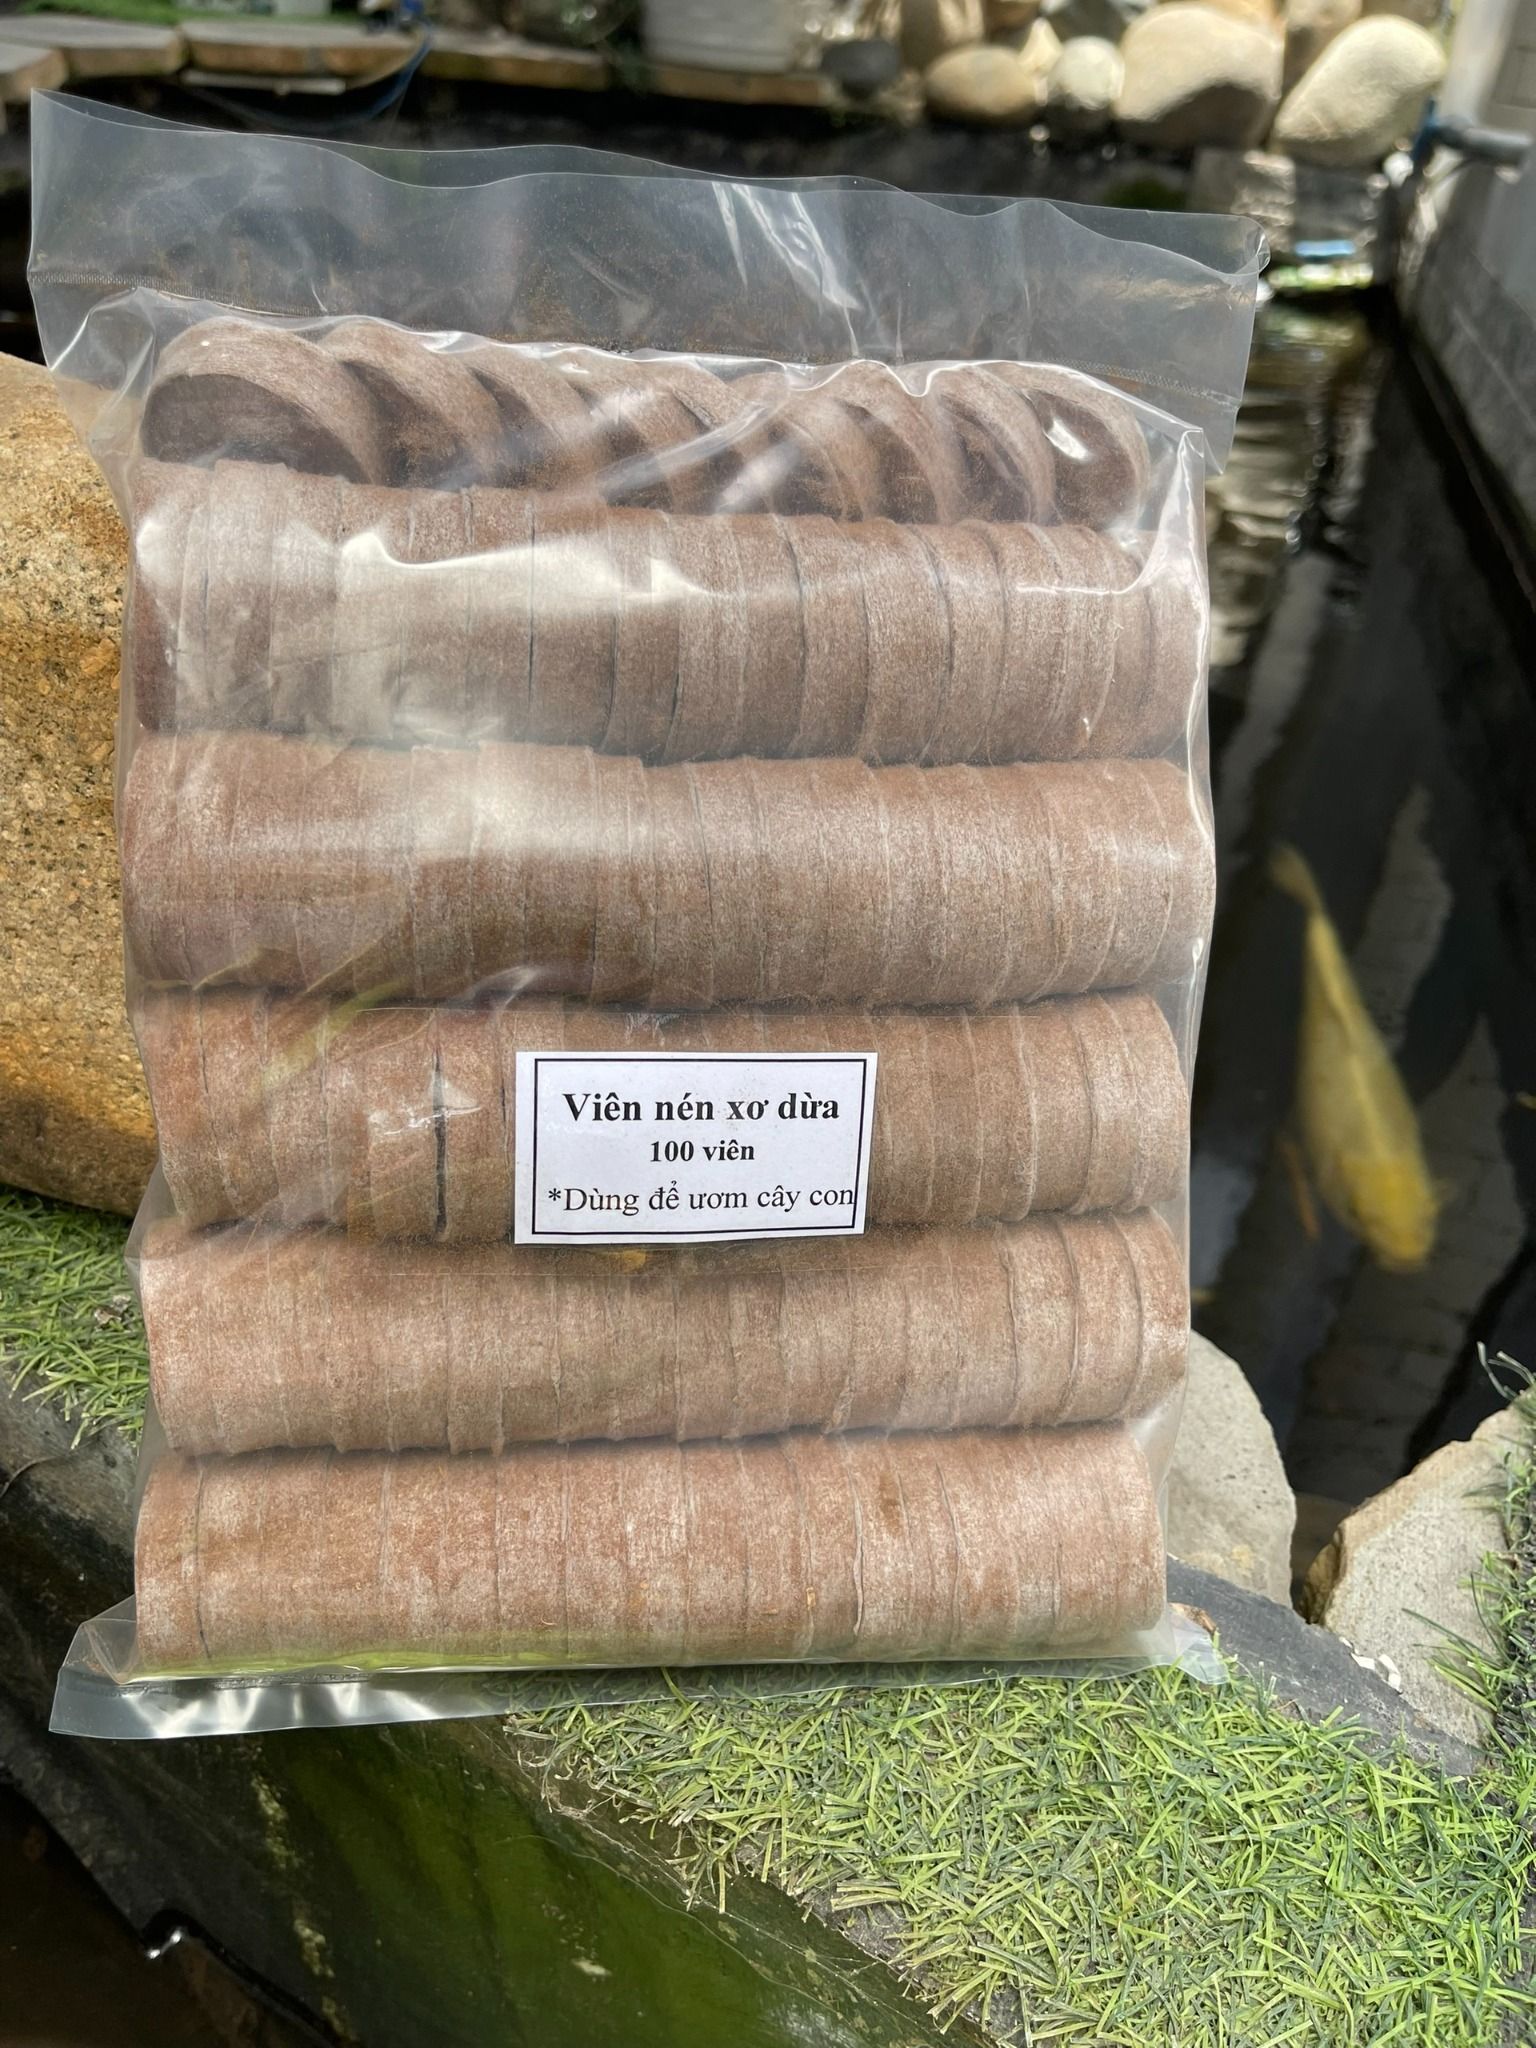 Viên nén xơ dừa
100 viên
*Dùng để ươm cây con